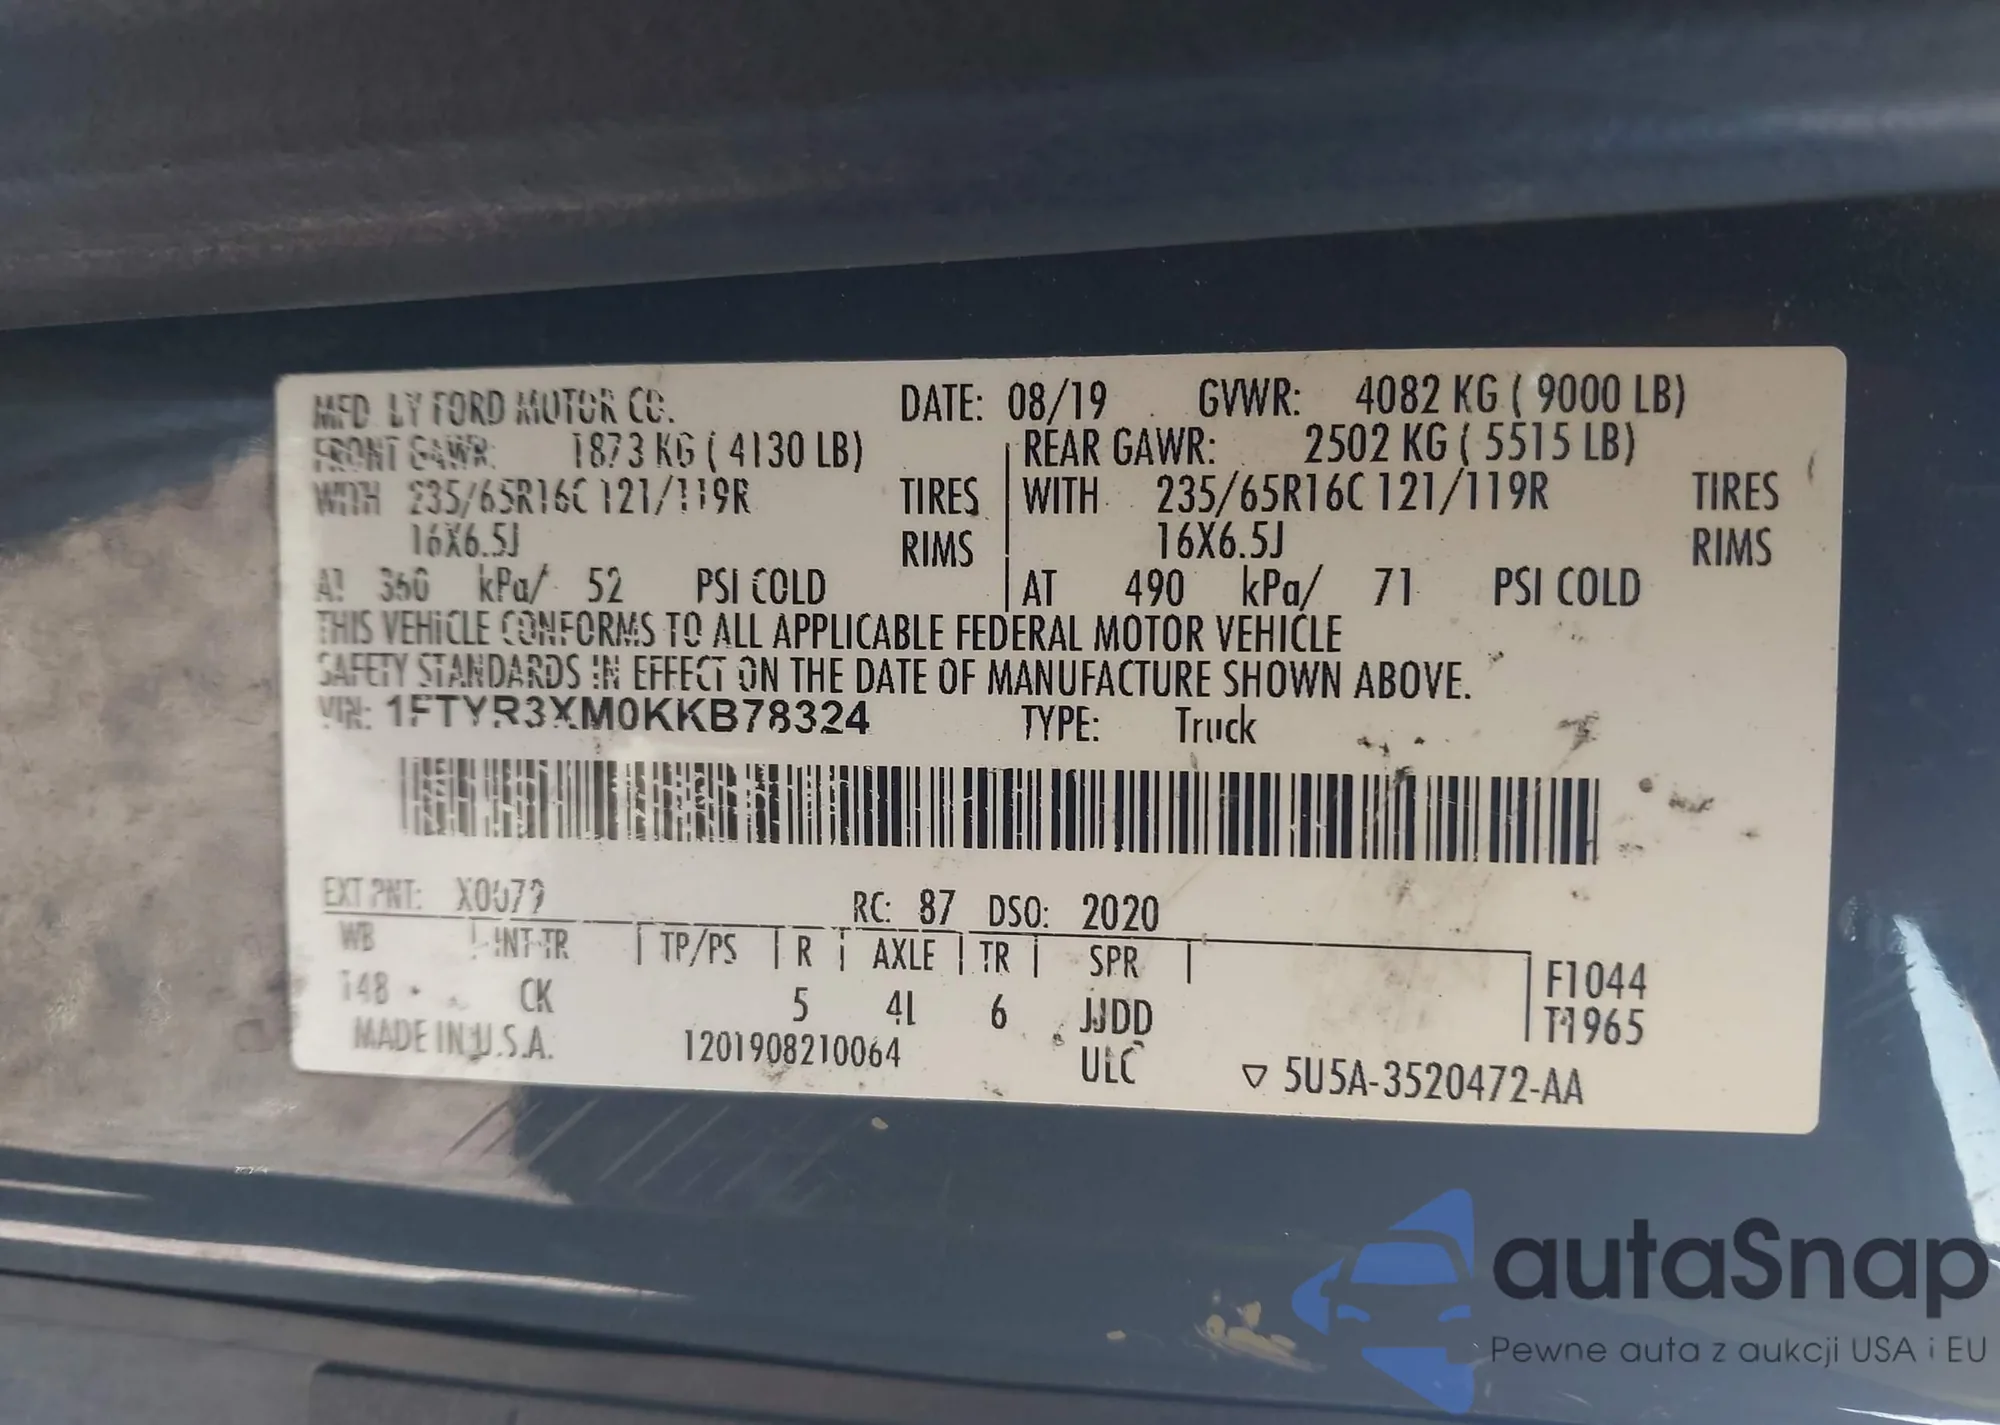 MFD. BY FORD MOTOR CO. DATE: 08/19 GVWR: 4082 KG ( 9000 LB)
FRONT GAWR: 1873 KG ( 4130 LB) REAR GAWR: 2502 KG ( 5515 LB)
WITH 235/65R16C 121/119R TIRES WITH 235/65R16C 121/119R TIRES
16X6.5J RIMS 16X6.5J RIMS
AT 360 kPa/ 52 PSI COLD AT 490 kPa/ 71 PSI COLD
THIS VEHICLE CONFORMS TO ALL APPLICABLE FEDERAL MOTOR VEHICLE
SAFETY STANDARDS IN EFFECT ON THE DATE OF MANUFACTURE SHOWN ABOVE.
VIN: 1FTYR3XM0KKB78324 TYPE: Truck
EXT PNT: RC: 87 DSO: 2020
WB INT TR TP/PS R AXLE TR SPR F1044
148 CK 5 4L 6 JJDD T1965
MADE IN U.S.A. 1201908210064 ULC ▽ 5U5A-3520472-AA
autaSnap
Pewne auta z aukcji USA i EU